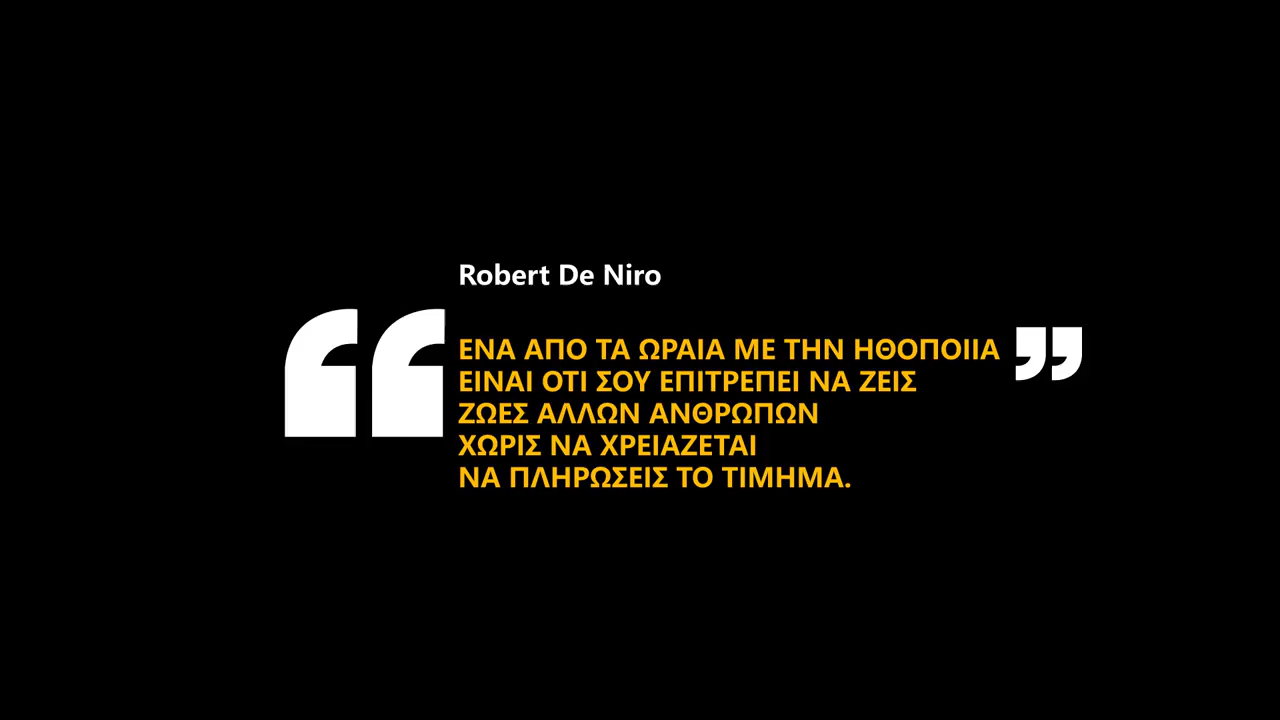 Robert De Niro
“ ΕΝΑ ΑΠΟ ΤΑ ΩΡΑΙΑ ΜΕ ΤΗΝ ΗΘΟΠΟΙΙΑ ”
ΕΙΝΑΙ ΟΤΙ ΣΟΥ ΕΠΙΤΡΕΠΕΙ ΝΑ ΖΕΙΣ
ΖΩΕΣ ΑΛΛΩΝ ΑΝΘΡΩΠΩΝ
ΧΩΡΙΣ ΝΑ ΧΡΕΙΑΖΕΤΑΙ
ΝΑ ΠΛΗΡΩΣΕΙΣ ΤΟ ΤΙΜΗΜΑ.